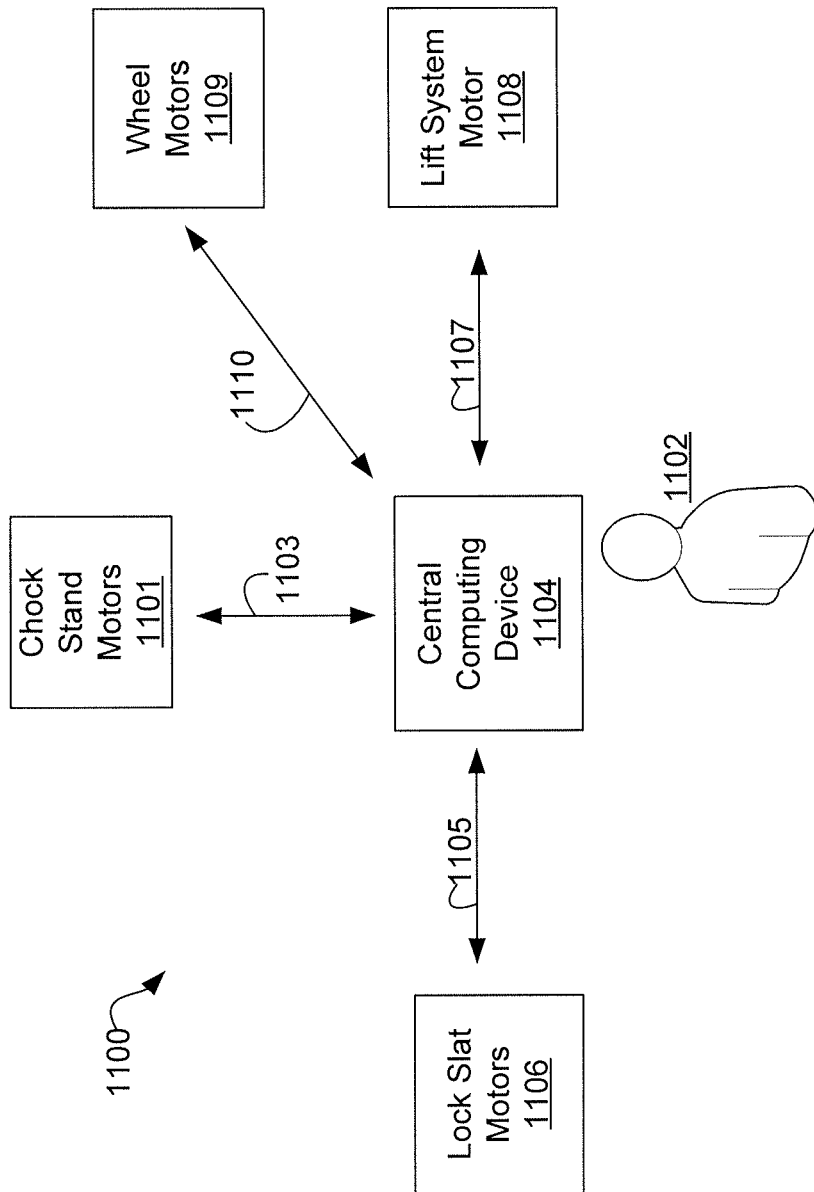 1100
Chock
Stand
Motors
1101
Wheel
Motors
1109
1103
1110
Lock Slat
Motors
1106
1105
Central
Computing
Device
1104
1107
Lift System
Motor
1108
1102